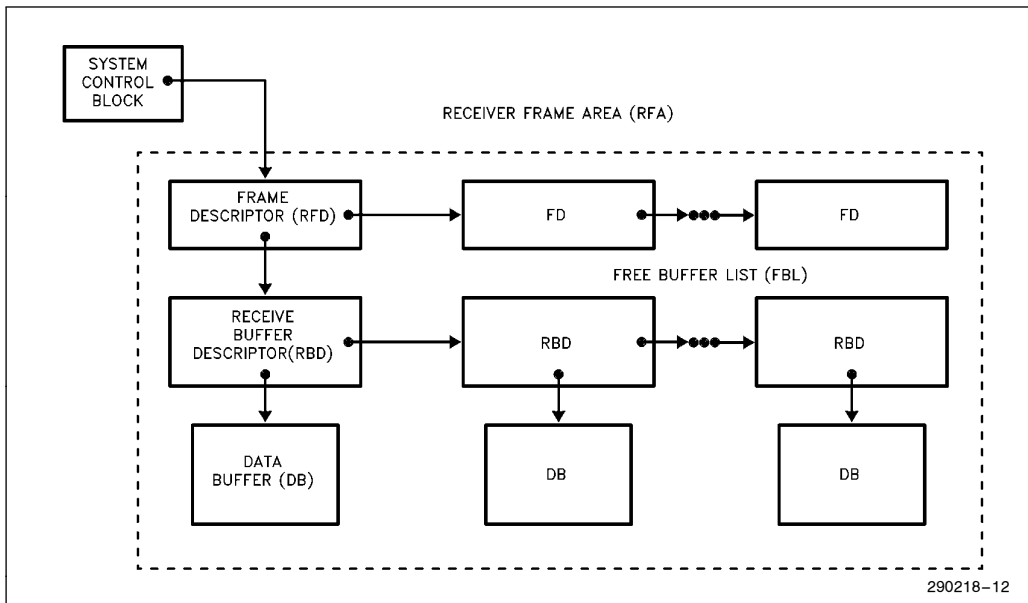 SYSTEM
CONTROL
BLOCK
RECEIVER FRAME AREA (RFA)
FRAME
DESCRIPTOR (RFD)
FD
FD
FREE BUFFER LIST (FBL)
RECEIVE
BUFFER
DESCRIPTOR(RBD)
RBD
RBD
DATA
BUFFER (DB)
DB
DB
290218-12